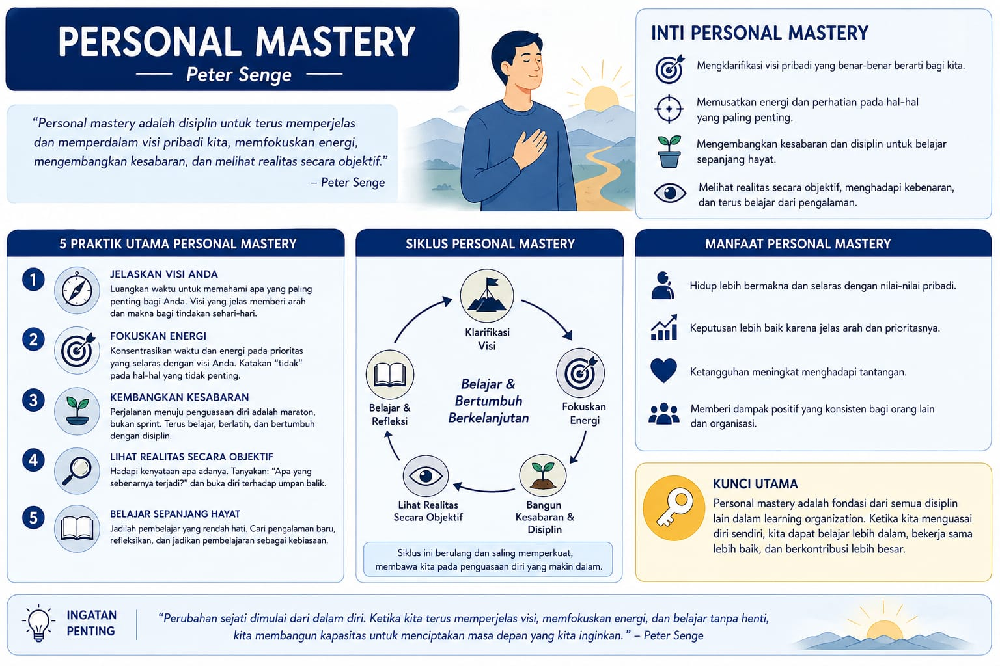 PERSONAL MASTERY
Peter Senge
“Personal mastery adalah disiplin untuk terus memperjelas
dan memperdalam visi pribadi kita, memfokuskan energi,
mengembangkan kesabaran, dan melihat realitas secara objektif.”
– Peter Senge
INTI PERSONAL MASTERY
Mengklarifikasi visi pribadi yang benar-benar berarti bagi kita.
Memusatkan energi dan perhatian pada hal-hal
yang paling penting.
Mengembangkan kesabaran dan disiplin untuk belajar
sepanjang hayat.
Melihat realitas secara objektif, menghadapi kebenaran,
dan terus belajar dari pengalaman.
5 PRAKTIK UTAMA PERSONAL MASTERY
1
JELASKAN VISI ANDA
Luangkan waktu untuk memahami apa yang paling
penting bagi Anda. Visi yang jelas memberi arah
dan makna bagi tindakan sehari-hari.
2
FOKUSKAN ENERGI
Konsentrasikan waktu dan energi pada prioritas
yang selaras dengan visi Anda. Katakan “tidak”
pada hal-hal yang tidak penting.
3
KEMBANGKAN KESABARAN
Perjalanan menuju penguasaan diri adalah maraton,
bukan sprint. Terus belajar, berlatih, dan bertumbuh
dengan disiplin.
4
LIHAT REALITAS SECARA OBJEKTIF
Hadapi kenyataan apa adanya. Tanyakan: “Apa yang
sebenarnya terjadi?” dan buka diri terhadap umpan balik.
5
BELAJAR SEPANJANG HAYAT
Jadilah pembelajar yang rendah hati. Cari pengalaman baru,
refleksikan, dan jadikan pembelajaran sebagai kebiasaan.
SIKLUS PERSONAL MASTERY
Klarifikasi
Visi
Fokuskan
Energi
Bangun
Kesabaran &
Disiplin
Lihat Realitas
Secara Objektif
Belajar &
Refleksi
Belajar &
Bertumbuh
Berkelanjutan
Siklus ini berulang dan saling memperkuat,
membawa kita pada penguasaan diri yang makin dalam.
MANFAAT PERSONAL MASTERY
Hidup lebih bermakna dan selaras dengan nilai-nilai pribadi.
Keputusan lebih baik karena jelas arah dan prioritasnya.
Ketangguhan meningkat menghadapi tantangan.
Memberi dampak positif yang konsisten bagi orang lain
dan organisasi.
KUNCI UTAMA
Personal mastery adalah fondasi dari semua disiplin
lain dalam learning organization. Ketika kita menguasai
diri sendiri, kita dapat belajar lebih dalam, bekerja sama
lebih baik, dan berkontribusi lebih besar.
INGATAN
PENTING
“Perubahan sejati dimulai dari dalam diri. Ketika kita terus memperjelas visi, memfokuskan energi, dan belajar tanpa henti,
kita membangun kapasitas untuk menciptakan masa depan yang kita inginkan.” – Peter Senge